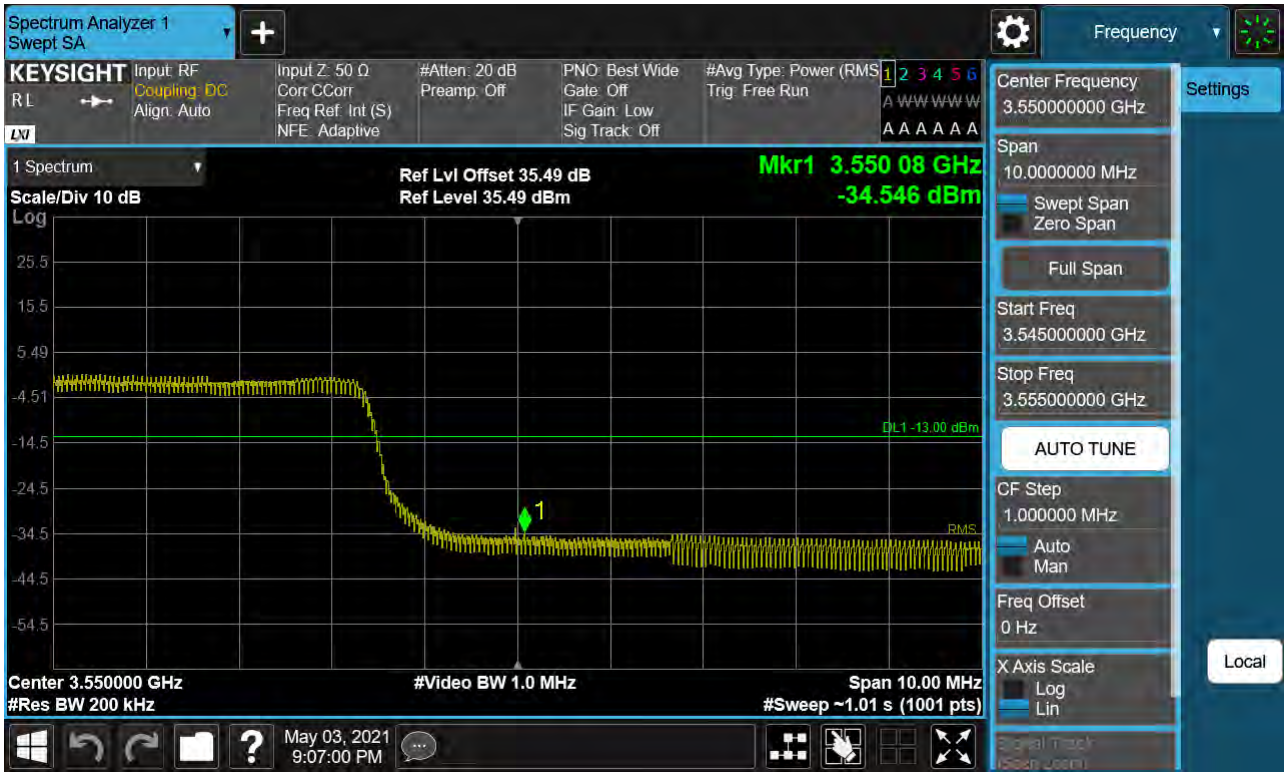 Spectrum Analyzer 1
Swept SA
+
Frequency
KEYSIGHT
RL
LXI
Input: RF
Coupling: DC
Align: Auto
Input Z: 50 Ω
Corr CCorr
Freq Ref: Int (S)
NFE: Adaptive
#Atten: 20 dB
Preamp: Off
PNO: Best Wide
Gate: Off
IF Gain: Low
Sig Track: Off
#Avg Type: Power (RMS
Trig: Free Run
1 2 3 4 5 6
A W W W W W
A A A A A A
1 Spectrum
Scale/Div 10 dB
Log
Ref Lvl Offset 35.49 dB
Ref Level 35.49 dBm
Mkr1 3.550 08 GHz
-34.546 dBm
25.5
15.5
5.49
-4.51
-14.5
-24.5
-34.5
-44.5
-54.5
DL1 -13.00 dBm
1
RMS
Center 3.550000 GHz
#Res BW 200 kHz
#Video BW 1.0 MHz
Span 10.00 MHz
#Sweep ~1.01 s (1001 pts)
Center Frequency
3.550000000 GHz
Span
10.0000000 MHz
Swept Span
Zero Span
Full Span
Start Freq
3.545000000 GHz
Stop Freq
3.555000000 GHz
AUTO TUNE
CF Step
1.000000 MHz
Auto
Man
Freq Offset
0 Hz
X Axis Scale
Log
Lin
Signal Track
(Span Zoom)
Settings
Local
?
May 03, 2021
9:07:00 PM